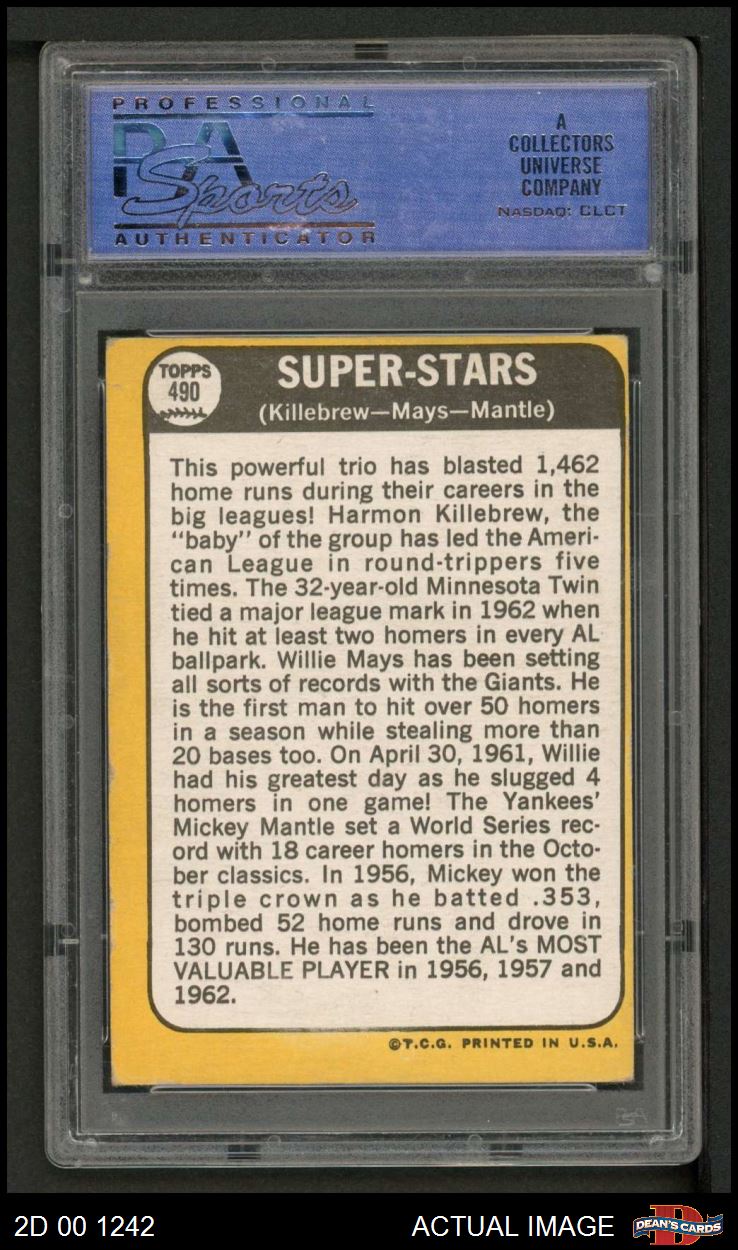 PROFESSIONAL
PSA
Sports
AUTHENTICATOR
A
COLLECTORS
UNIVERSE
COMPANY
NASDAQ: CLCT
TOPPS
490
SUPER-STARS
(Killebrew—Mays—Mantle)
This powerful trio has blasted 1,462
home runs during their careers in the
big leagues! Harmon Killebrew, the
"baby" of the group has led the Ameri-
can League in round-trippers five
times. The 32-year-old Minnesota Twin
tied a major league mark in 1962 when
he hit at least two homers in every AL
ballpark. Willie Mays has been setting
all sorts of records with the Giants. He
is the first man to hit over 50 homers
in a season while stealing more than
20 bases too. On April 30, 1961, Willie
had his greatest day as he slugged 4
homers in one game! The Yankees'
Mickey Mantle set a World Series rec-
ord with 18 career homers in the Octo-
ber classics. In 1956, Mickey won the
triple crown as he batted .353,
bombed 52 home runs and drove in
130 runs. He has been the AL's MOST
VALUABLE PLAYER in 1956, 1957 and
1962.
©T.C.G. PRINTED IN U.S.A.
2D 00 1242
ACTUAL IMAGE
DEAN'S CARDS